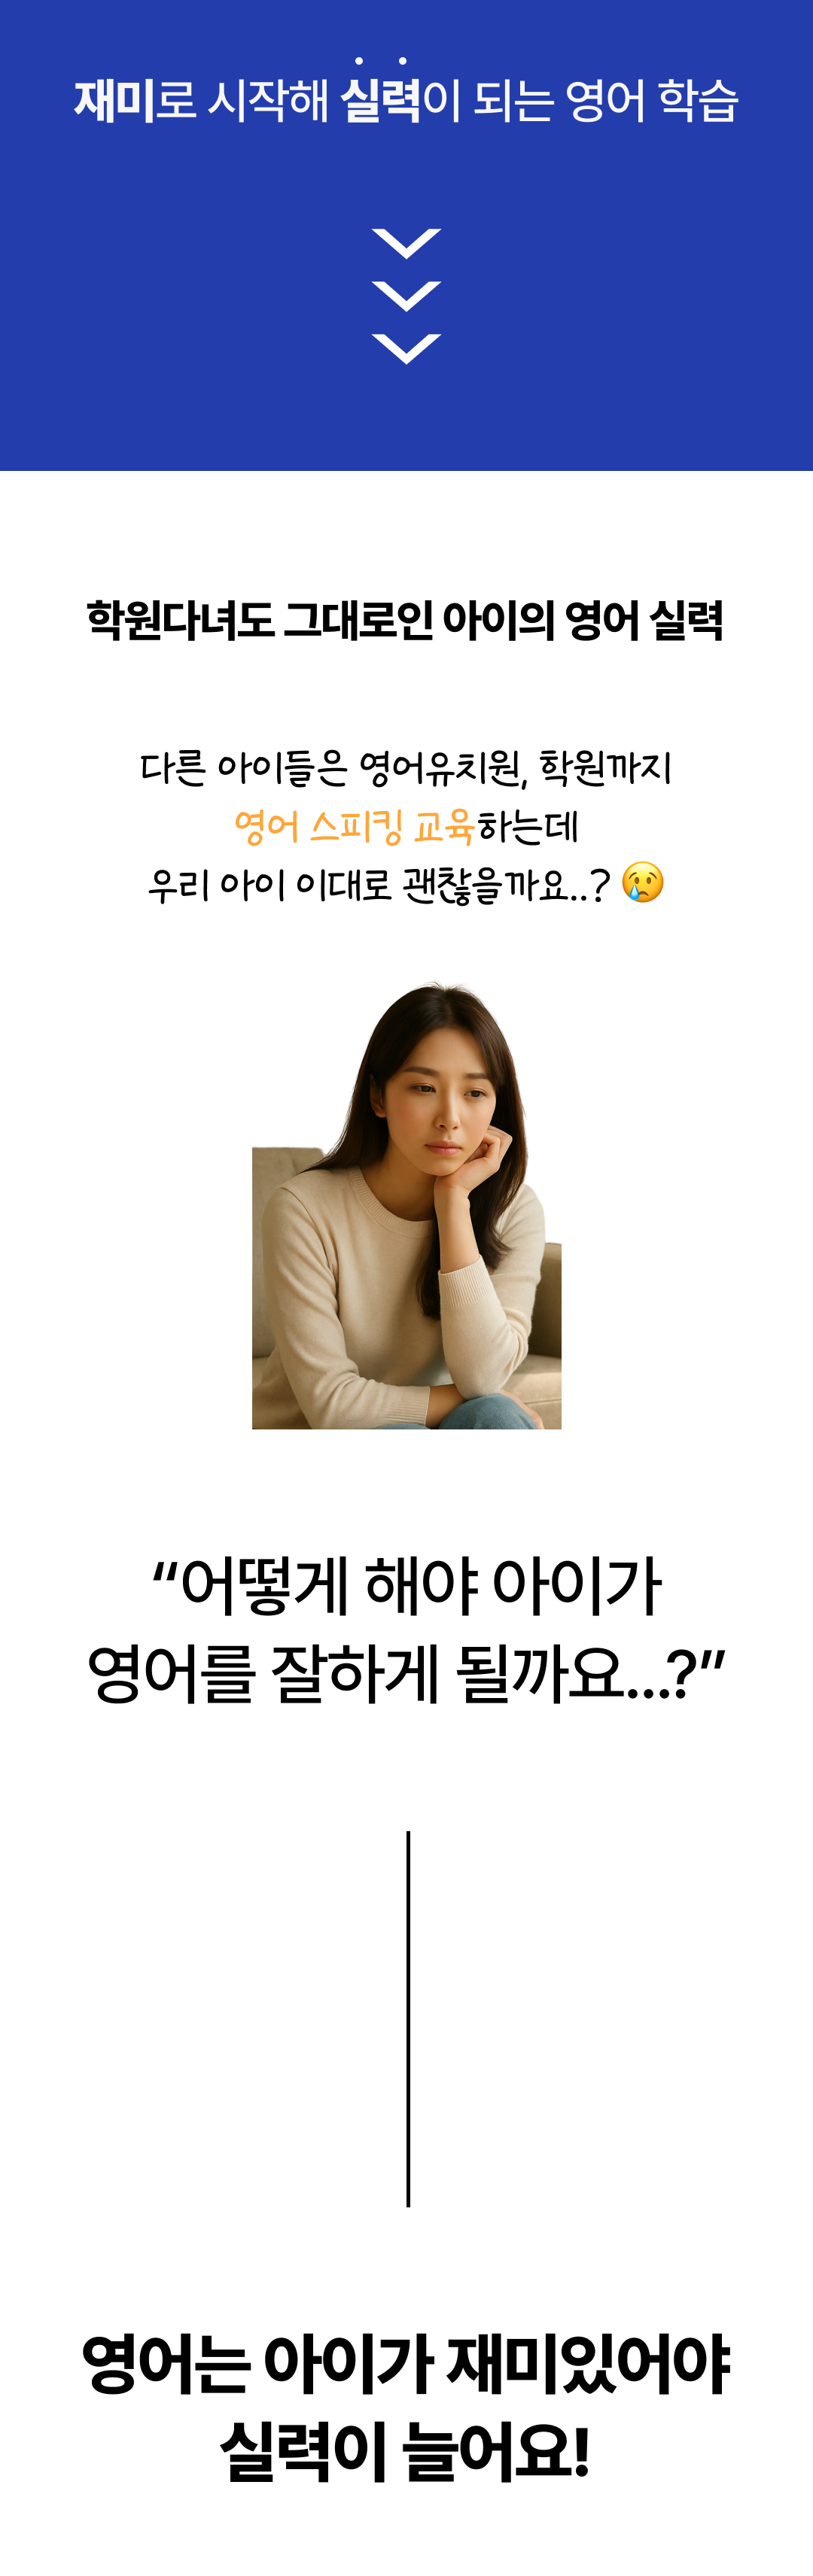 재미로 시작해 실력이 되는 영어 학습
학원다녀도 그대로인 아이의 영어 실력
다른 아이들은 영어유치원, 학원까지
영어 스피킹 교육하는데
우리 아이 이대로 괜찮을까요..? 😢
“어떻게 해야 아이가
영어를 잘하게 될까요...?”
영어는 아이가 재미있어야
실력이 늘어요!